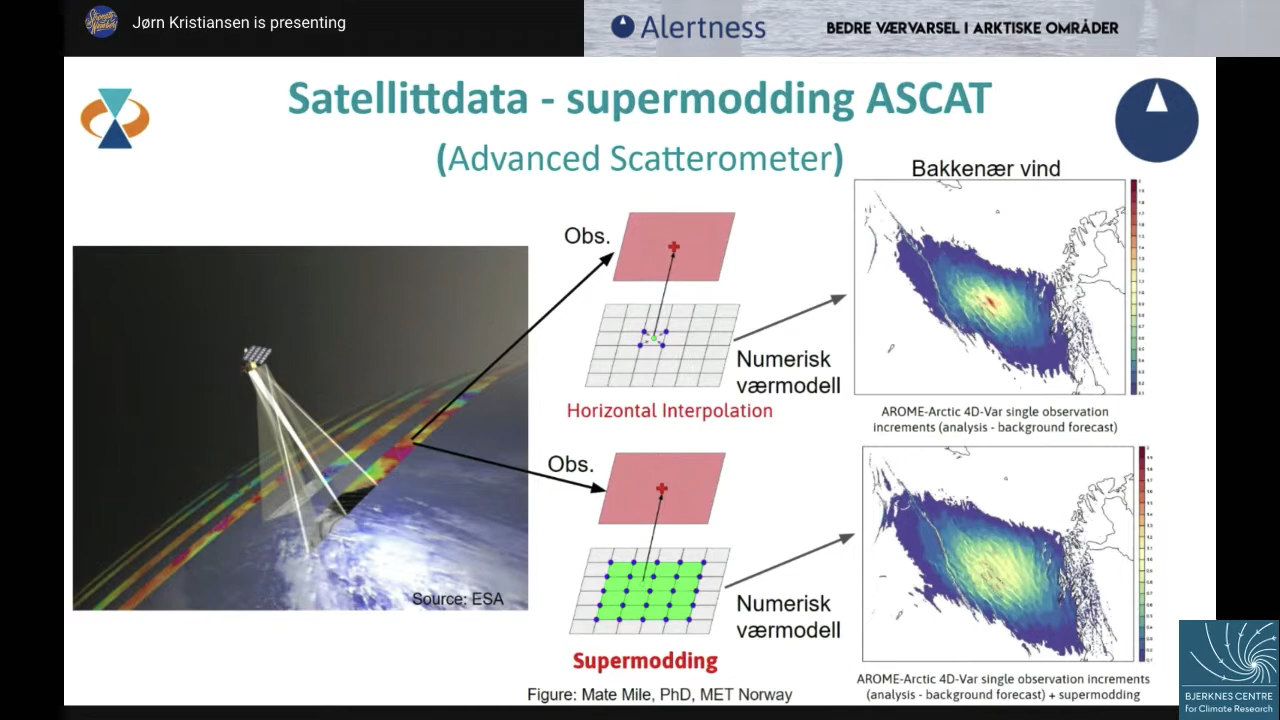 Jørn Kristiansen is presenting
Alertness
BEDRE VÆRVARSEL I ARKTISKE OMRÅDER
Satellittdata - supermodding ASCAT
(Advanced Scatterometer)
Bakkenær vind
Obs.
Numerisk
værmodell
Horizontal Interpolation
AROME-Arctic 4D-Var single observation
increments (analysis - background forecast)
Obs.
Source: ESA
Numerisk
værmodell
Supermodding
AROME-Arctic 4D-Var single observation increments
(analysis - background forecast) + supermodding
Figure: Mate Mile, PhD, MET Norway
BJERKNES CENTRE
for Climate Research